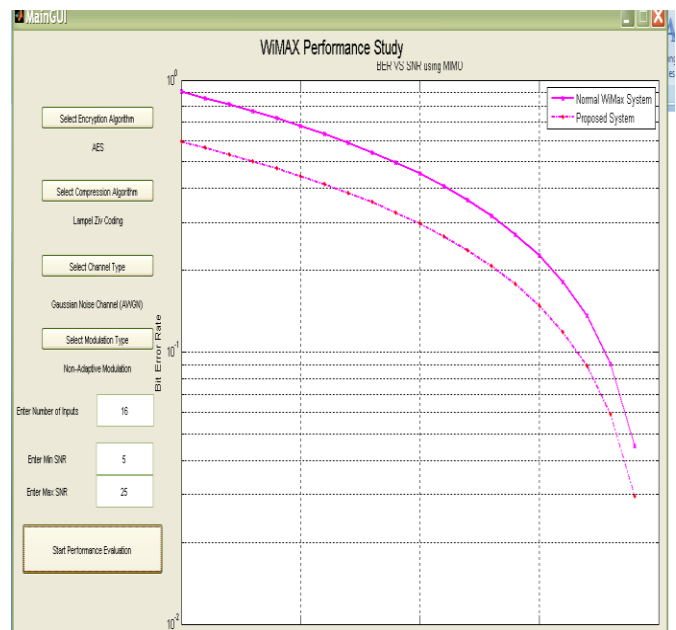 MainGUI
WiMAX Performance Study
BER VS SNR using MIMO
10^0
Normal WiMax System
Proposed System
Select Encryption Algorithm
AES
Select Compression Algorithm
Lampel Ziv Coding
Select Channel Type
Gaussian Noise Channel (AWGN)
Select Modulation Type
Non-Adaptive Modulation
Bit Error Rate
10^-1
Enter Number of Inputs
16
Enter Min SNR
5
Enter Max SNR
25
Start Performance Evaluation
10^-2